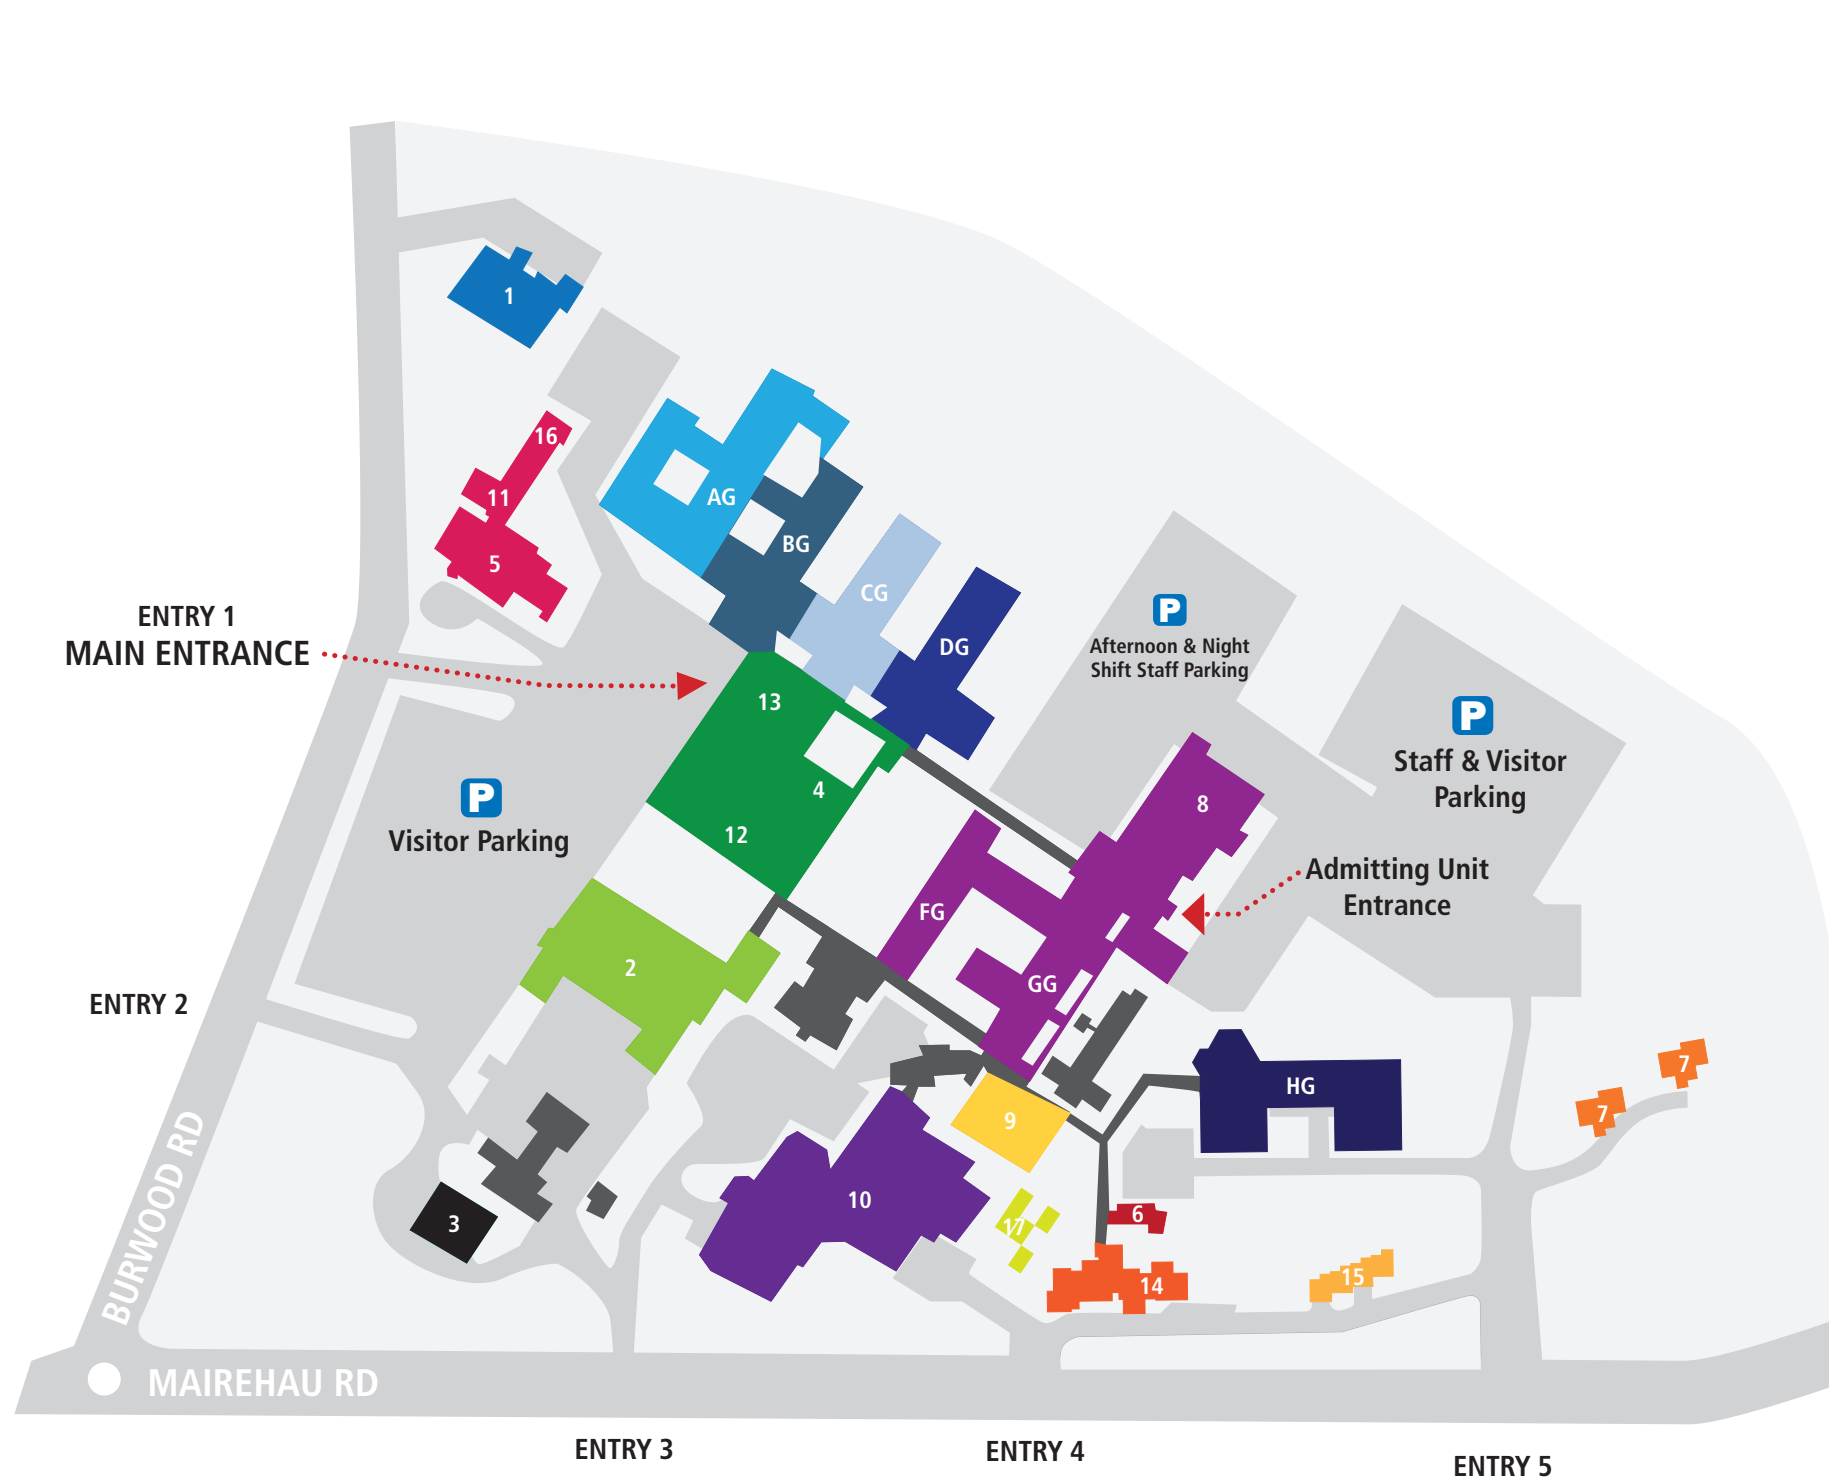 1
16
11
5
AG
BG
CG
DG
ENTRY 1
MAIN ENTRANCE
P
Afternoon & Night
Shift Staff Parking
P
Staff & Visitor
Parking
13
4
12
P
Visitor Parking
8
Admitting Unit
Entrance
FG
GG
2
ENTRY 2
HG
7
7
9
10
17
6
14
15
3
BURWOOD RD
MAIREHAU RD
ENTRY 3
ENTRY 4
ENTRY 5